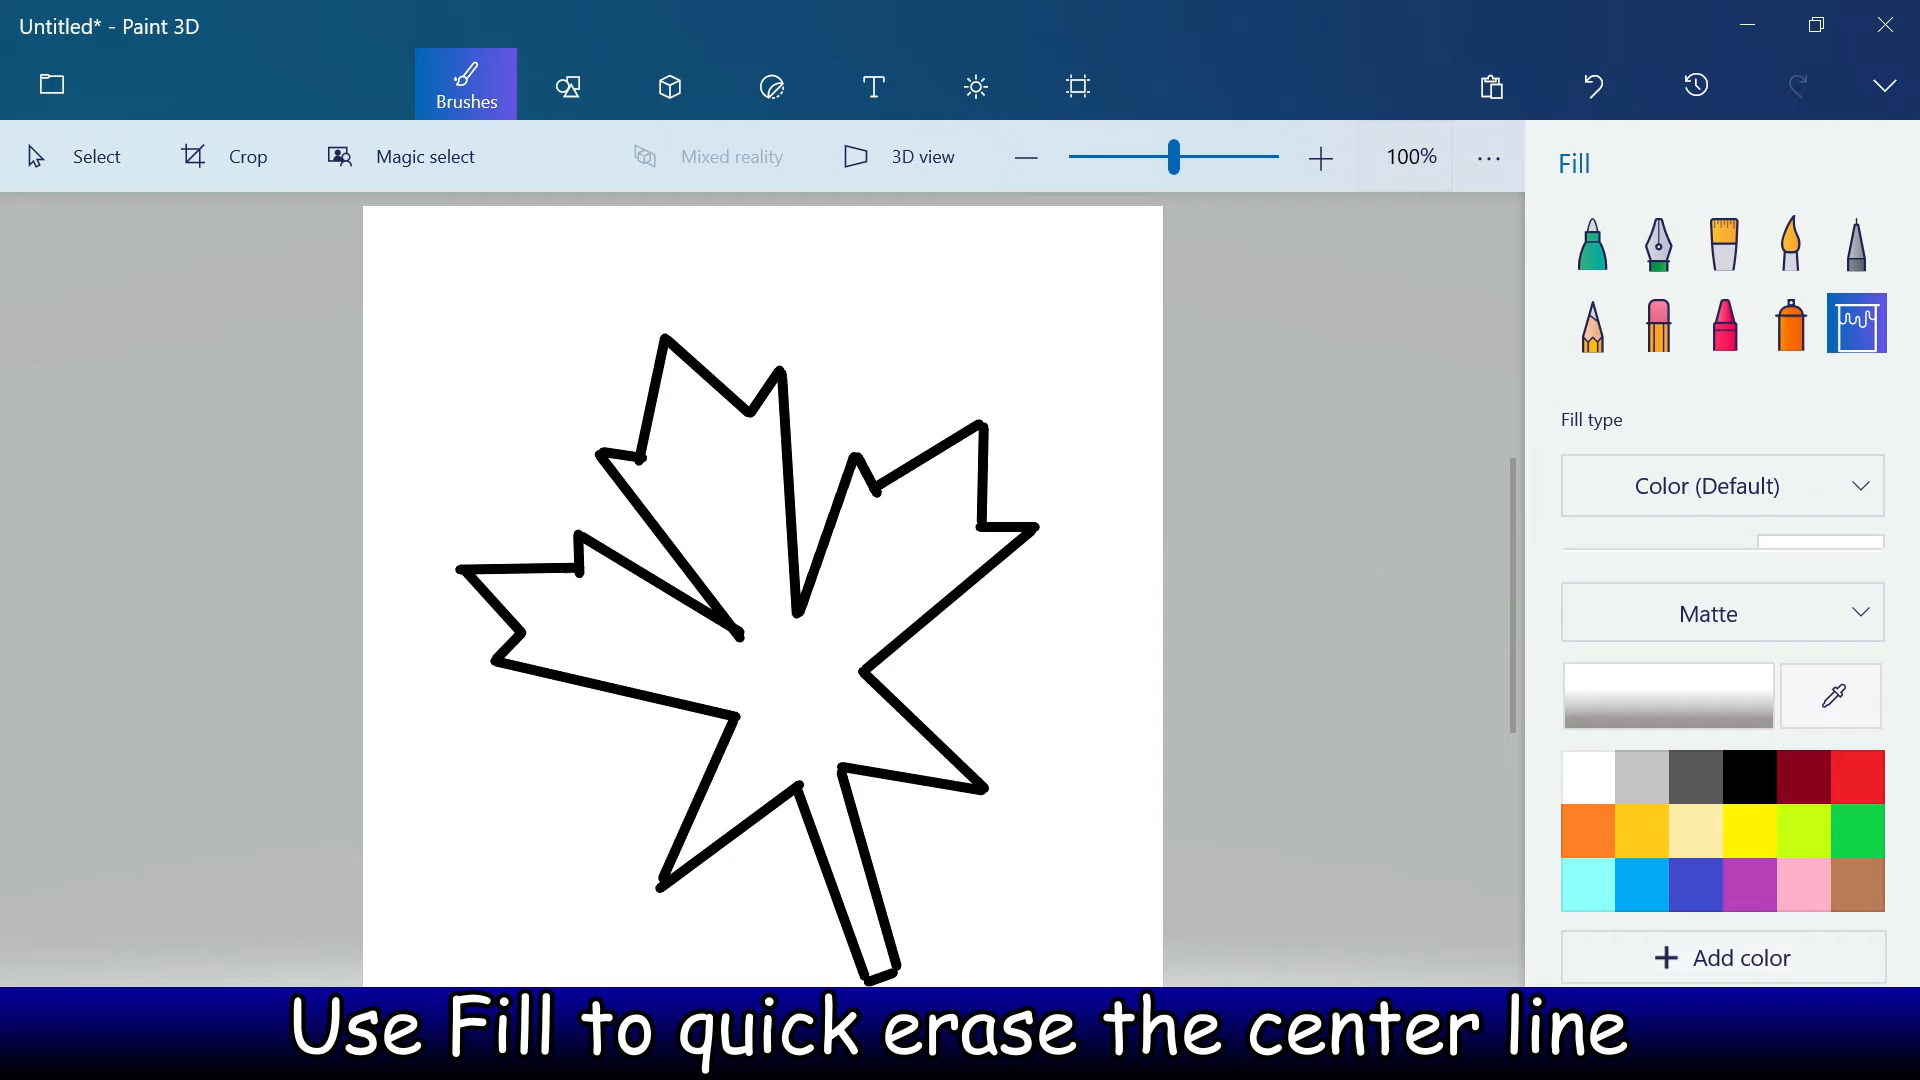 Untitled* - Paint 3D
Brushes
Select
Crop
Magic select
Mixed reality
3D view
100%
Fill
Fill type
Color (Default)
Matte
Add color
Use Fill to quick erase the center line